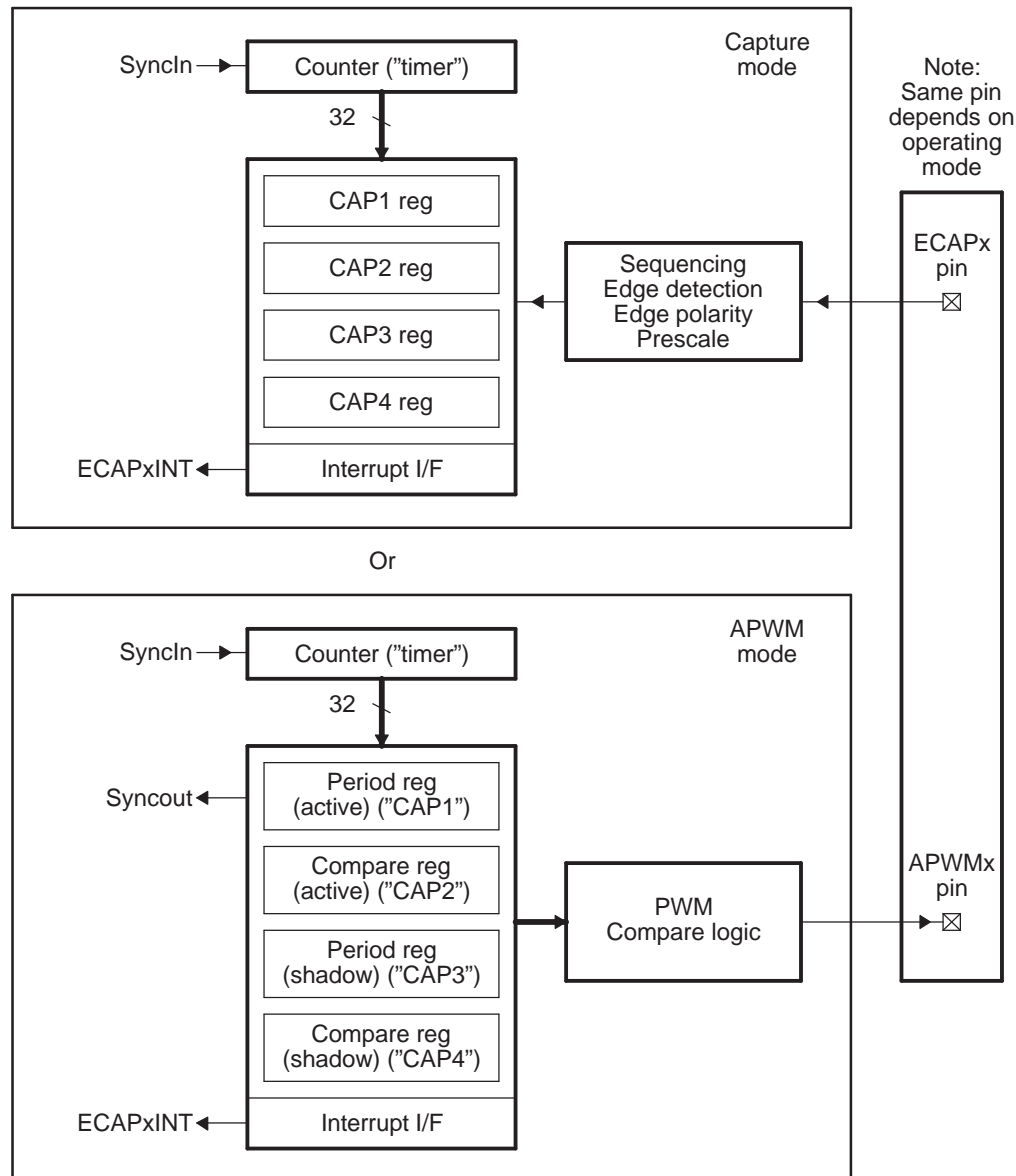 Capture
mode
SyncIn
Counter (”timer”)
32
CAP1 reg
CAP2 reg
CAP3 reg
CAP4 reg
Interrupt I/F
ECAPxINT
Sequencing
Edge detection
Edge polarity
Prescale
Note:
Same pin
depends on
operating
mode
ECAPx
pin
Or
APWM
mode
SyncIn
Counter (”timer”)
32
Syncout
Period reg
(active) (”CAP1”)
Compare reg
(active) (”CAP2”)
Period reg
(shadow) (”CAP3”)
Compare reg
(shadow) (”CAP4”)
Interrupt I/F
ECAPxINT
PWM
Compare logic
APWMx
pin